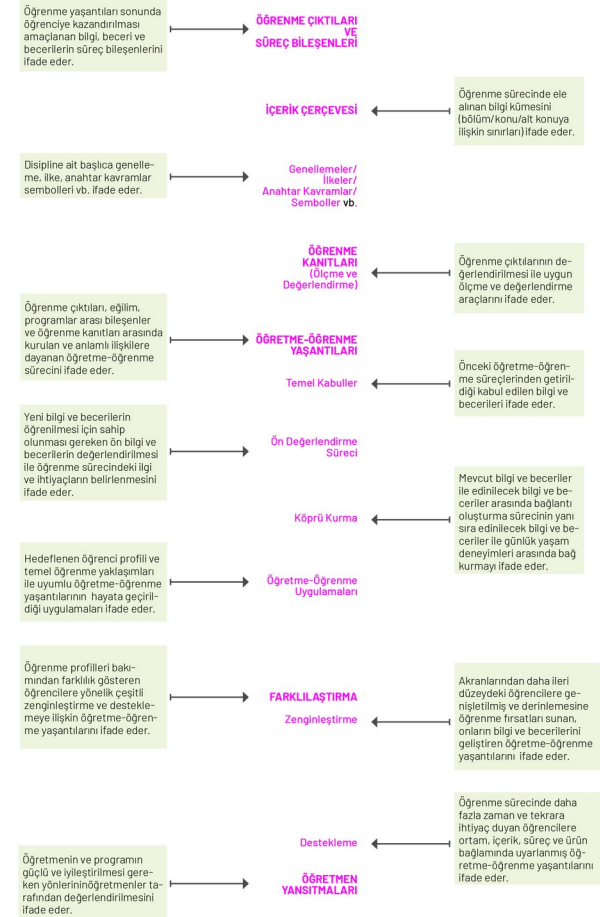 Öğrenme yaşantıları sonunda
öğrenciye kazandırılması
amaçlanan bilgi, beceri ve
becerilerin süreç bileşenlerini
ifade eder.
ÖĞRENME ÇIKTILARI
VE
SÜREÇ BİLEŞENLERİ
İÇERİK ÇERÇEVESİ
Öğrenme sürecinde ele
alınan bilgi kümesini
(bölüm/konu/alt konuya
ilişkin sınırları) ifade eder.
Disipline ait başlıca genelle-
me, ilke, anahtar kavramlar
sembolleri vb. ifade eder.
Genellemeler/
İlkeler/
Anahtar Kavramlar/
Semboller vb.
ÖĞRENME
KANITLARI
(Ölçme ve
Değerlendirme)
Öğrenme çıktılarının de-
ğerlendirilmesi ile uygun
ölçme ve değerlendirme
araçlarını ifade eder.
Öğrenme çıktıları, eğilim,
programlar arası bileşenler
ve öğrenme kanıtları arasında
kurulan ve anlamlı ilişkilere
dayanan öğretme-öğrenme
sürecini ifade eder.
ÖĞRETME-ÖĞRENME
YAŞANTILARI
Temel Kabuller
Önceki öğretme-öğren-
me süreçlerinden getiril-
diği kabul edilen bilgi ve
becerileri ifade eder.
Yeni bilgi ve becerilerin
öğrenilmesi için sahip
olunması gereken ön bilgi ve
becerilerin değerlendirilmesi
ile öğrenme sürecindeki ilgi
ve ihtiyaçların belirlenmesini
ifade eder.
Ön Değerlendirme
Süreci
Köprü Kurma
Mevcut bilgi ve beceriler
ile edinilecek bilgi ve be-
ceriler arasında bağlantı
oluşturma sürecinin yanı
sıra edinilecek bilgi ve be-
ceriler ile günlük yaşam
deneyimleri arasında bağ
kurmayı ifade eder.
Hedeflenen öğrenci profili ve
temel öğrenme yaklaşımları
ile uyumlu öğretme-öğrenme
yaşantılarının hayata geçiril-
diği uygulamaları ifade eder.
Öğretme-Öğrenme
Uygulamaları
Öğrenme profilleri bakı-
mından farklılık gösteren
öğrencilere yönelik çeşitli
zenginleştirme ve destekle-
meye ilişkin öğretme-öğren-
me yaşantılarını ifade eder.
FARKLILAŞTIRMA
Zenginleştirme
Akranlarından daha ileri
düzeydeki öğrencilere ge-
nişletilmiş ve derinlemesine
öğrenme fırsatları sunan,
onların bilgi ve becerilerini
geliştiren öğretme-öğrenme
yaşantılarını ifade eder.
Destekleme
Öğrenme sürecinde daha
fazla zaman ve tekrara
ihtiyaç duyan öğrencilere
ortam, içerik, süreç ve ürün
bağlamında uyarlanmış öğ-
retme-öğrenme yaşantılarını
ifade eder.
Öğretmenin ve programın
güçlü ve iyileştirilmesi gere-
ken yönlerininöğretmenler ta-
rafından değerlendirilmesini
ifade eder.
ÖĞRETMEN
YANSITMALARI